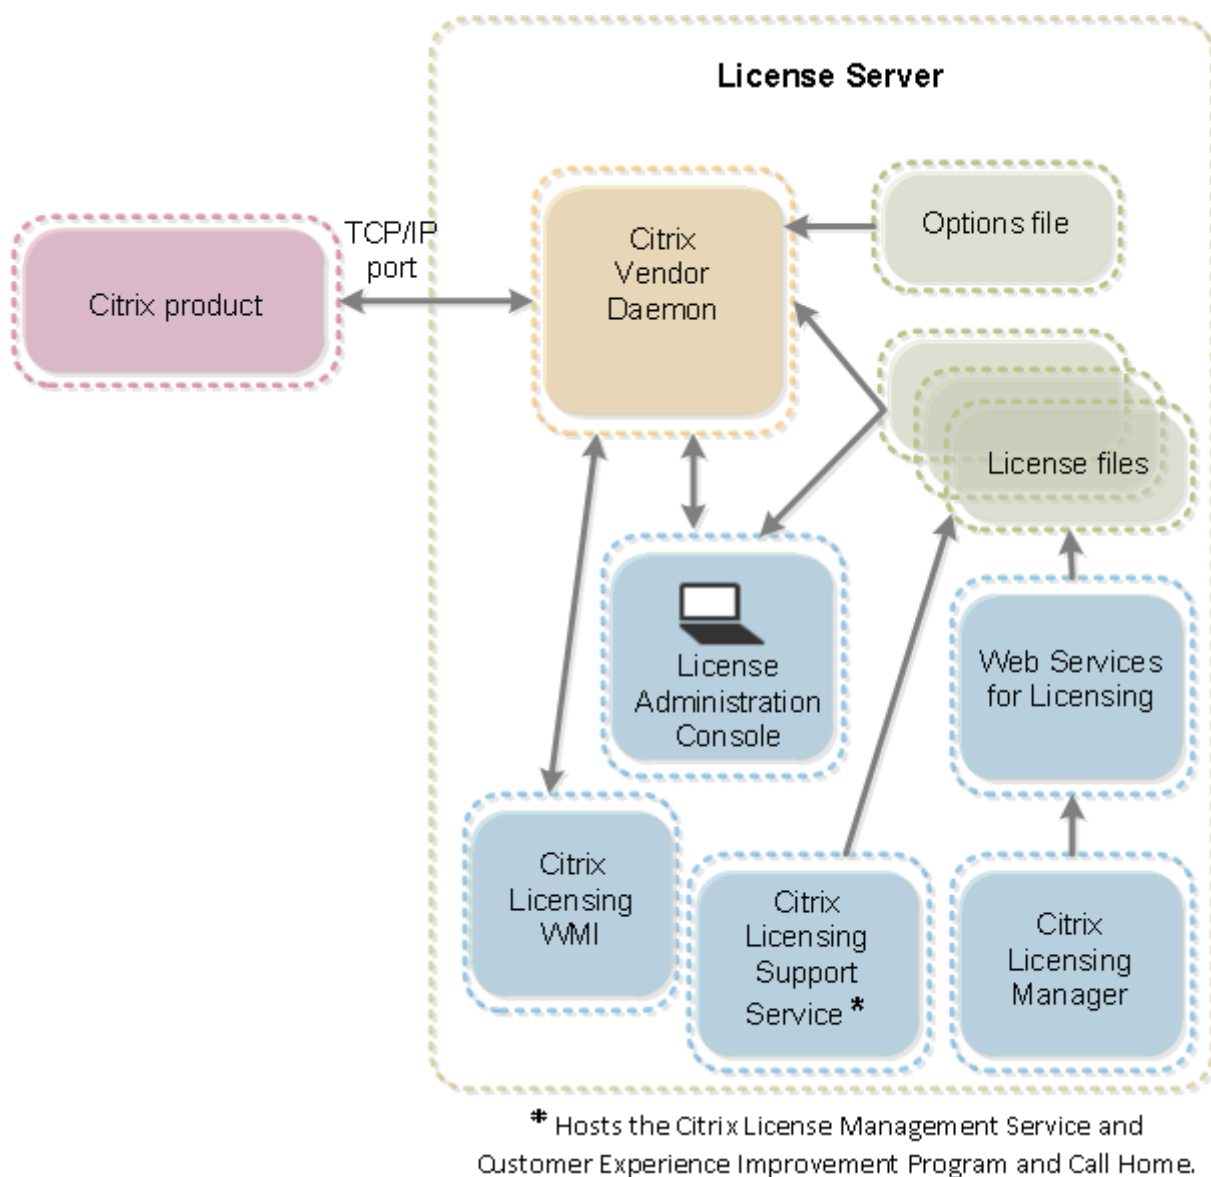 License Server
TCP/IP
port
Citrix product
Citrix
Vendor
Daemon
Options file
License files
License
Administration
Console
Web Services
for Licensing
Citrix
Licensing
WMI
Citrix
Licensing
Support
Service *
Citrix
Licensing
Manager
* Hosts the Citrix License Management Service and
Customer Experience Improvement Program and Call Home.